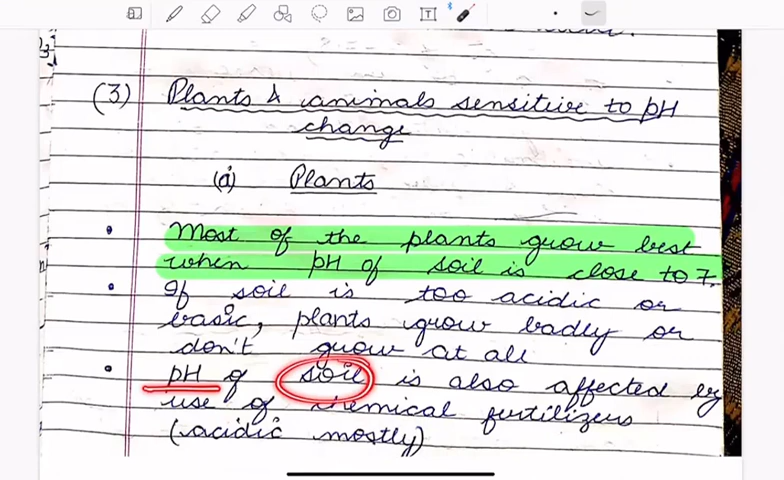 (3) Plants & animals sensitive to pH
change
(i) Plants
• Most of the plants grow best
when pH of soil is close to 7.
• If soil is too acidic or
basic, plants grow badly or
don't grow at all
• pH of soil is also affected by
use of chemical fertilizers
(acidic mostly)